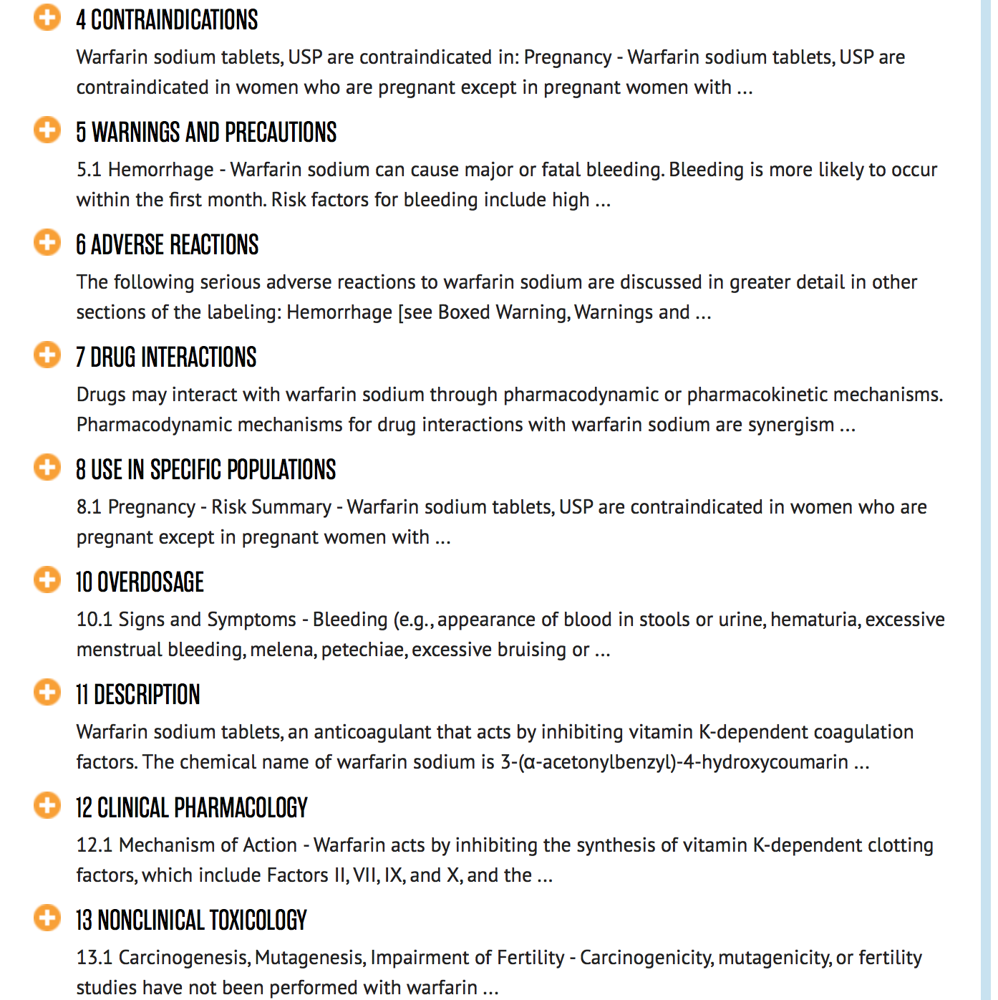 4 CONTRAINDICATIONS
Warfarin sodium tablets, USP are contraindicated in: Pregnancy - Warfarin sodium tablets, USP are
contraindicated in women who are pregnant except in pregnant women with ...
5 WARNINGS AND PRECAUTIONS
5.1 Hemorrhage - Warfarin sodium can cause major or fatal bleeding. Bleeding is more likely to occur
within the first month. Risk factors for bleeding include high ...
6 ADVERSE REACTIONS
The following serious adverse reactions to warfarin sodium are discussed in greater detail in other
sections of the labeling: Hemorrhage [see Boxed Warning, Warnings and ...
7 DRUG INTERACTIONS
Drugs may interact with warfarin sodium through pharmacodynamic or pharmacokinetic mechanisms.
Pharmacodynamic mechanisms for drug interactions with warfarin sodium are synergism ...
8 USE IN SPECIFIC POPULATIONS
8.1 Pregnancy - Risk Summary - Warfarin sodium tablets, USP are contraindicated in women who are
pregnant except in pregnant women with ...
10 OVERDOSAGE
10.1 Signs and Symptoms - Bleeding (e.g., appearance of blood in stools or urine, hematuria, excessive
menstrual bleeding, melena, petechiae, excessive bruising or ...
11 DESCRIPTION
Warfarin sodium tablets, an anticoagulant that acts by inhibiting vitamin K-dependent coagulation
factors. The chemical name of warfarin sodium is 3-(α-acetonylbenzyl)-4-hydroxycoumarin ...
12 CLINICAL PHARMACOLOGY
12.1 Mechanism of Action - Warfarin acts by inhibiting the synthesis of vitamin K-dependent clotting
factors, which include Factors II, VII, IX, and X, and the ...
13 NONCLINICAL TOXICOLOGY
13.1 Carcinogenesis, Mutagenesis, Impairment of Fertility - Carcinogenicity, mutagenicity, or fertility
studies have not been performed with warfarin ...